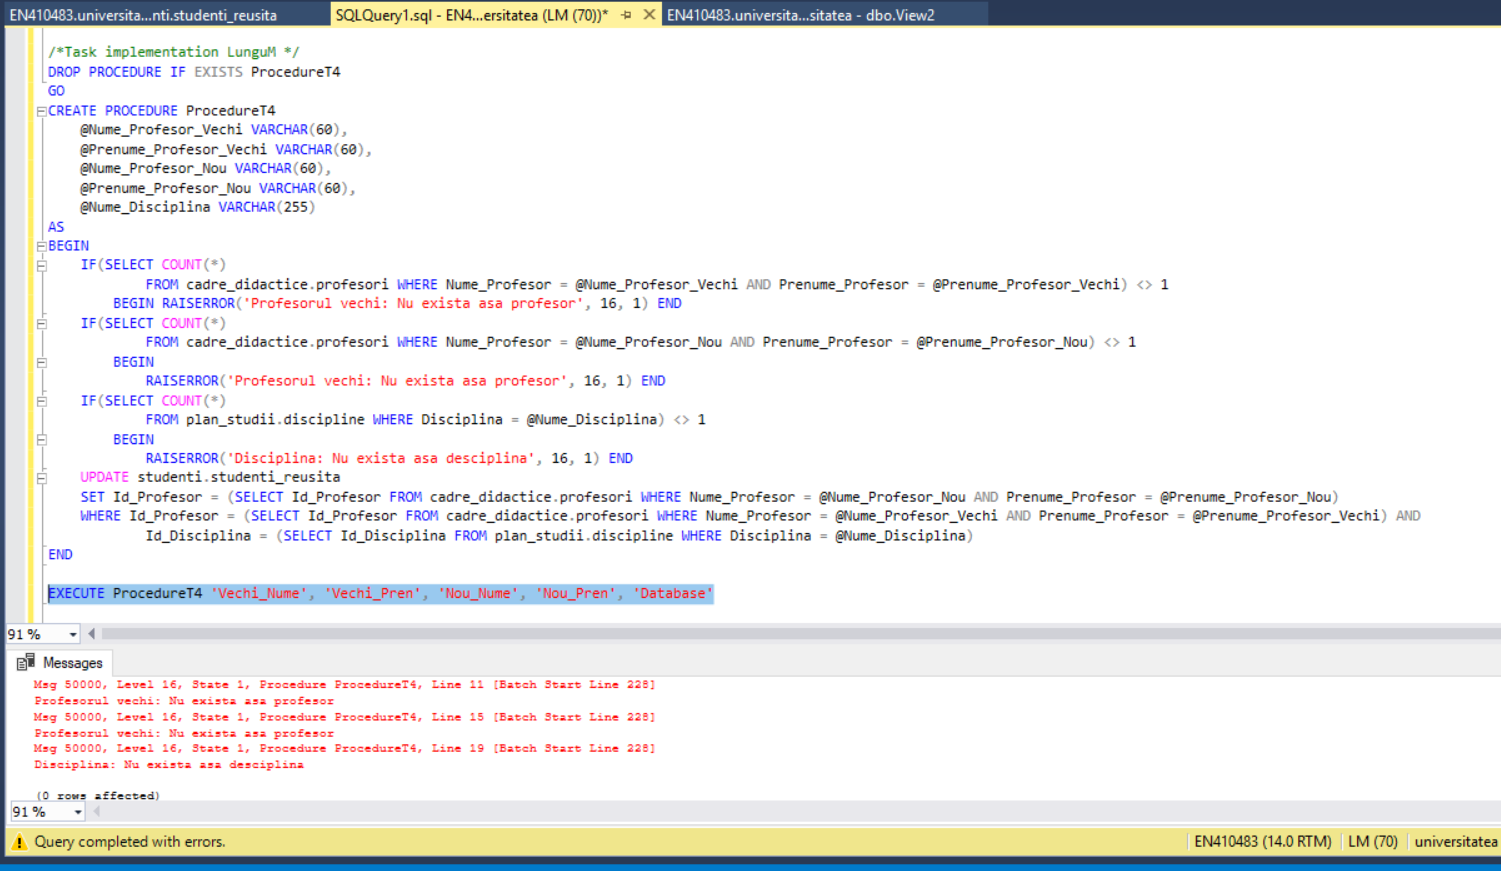 EN410483.universita...nti.studenti_reusita SQLQuery1.sql - EN4...ersitatea (LM (70))* EN410483.universita...sitatea - dbo.View2
/*Task implementation LunguM */
DROP PROCEDURE IF EXISTS ProcedureT4
GO
CREATE PROCEDURE ProcedureT4
@Nume_Profesor_Vechi VARCHAR(60),
@Prenume_Profesor_Vechi VARCHAR(60),
@Nume_Profesor_Nou VARCHAR(60),
@Prenume_Profesor_Nou VARCHAR(60),
@Nume_Disciplina VARCHAR(255)
AS
BEGIN
IF(SELECT COUNT(*)
FROM cadre_didactice.profesori WHERE Nume_Profesor = @Nume_Profesor_Vechi AND Prenume_Profesor = @Prenume_Profesor_Vechi) <> 1
BEGIN RAISERROR('Profesorul vechi: Nu exista asa profesor', 16, 1) END
IF(SELECT COUNT(*)
FROM cadre_didactice.profesori WHERE Nume_Profesor = @Nume_Profesor_Nou AND Prenume_Profesor = @Prenume_Profesor_Nou) <> 1
BEGIN
RAISERROR('Profesorul vechi: Nu exista asa profesor', 16, 1) END
IF(SELECT COUNT(*)
FROM plan_studii.discipline WHERE Disciplina = @Nume_Disciplina) <> 1
BEGIN
RAISERROR('Disciplina: Nu exista asa desciplina', 16, 1) END
UPDATE studenti.studenti_reusita
SET Id_Profesor = (SELECT Id_Profesor FROM cadre_didactice.profesori WHERE Nume_Profesor = @Nume_Profesor_Nou AND Prenume_Profesor = @Prenume_Profesor_Nou)
WHERE Id_Profesor = (SELECT Id_Profesor FROM cadre_didactice.profesori WHERE Nume_Profesor = @Nume_Profesor_Vechi AND Prenume_Profesor = @Prenume_Profesor_Vechi) AND
Id_Disciplina = (SELECT Id_Disciplina FROM plan_studii.discipline WHERE Disciplina = @Nume_Disciplina)
END
EXECUTE ProcedureT4 'Vechi_Nume', 'Vechi_Pren', 'Nou_Nume', 'Nou_Pren', 'Database'
91 %
Messages
Msg 50000, Level 16, State 1, Procedure ProcedureT4, Line 11 [Batch Start Line 228]
Profesorul vechi: Nu exista asa profesor
Msg 50000, Level 16, State 1, Procedure ProcedureT4, Line 15 [Batch Start Line 228]
Profesorul vechi: Nu exista asa profesor
Msg 50000, Level 16, State 1, Procedure ProcedureT4, Line 19 [Batch Start Line 228]
Disciplina: Nu exista asa desciplina
(0 rows affected)
91 %
Query completed with errors. EN410483 (14.0 RTM) LM (70) universitatea